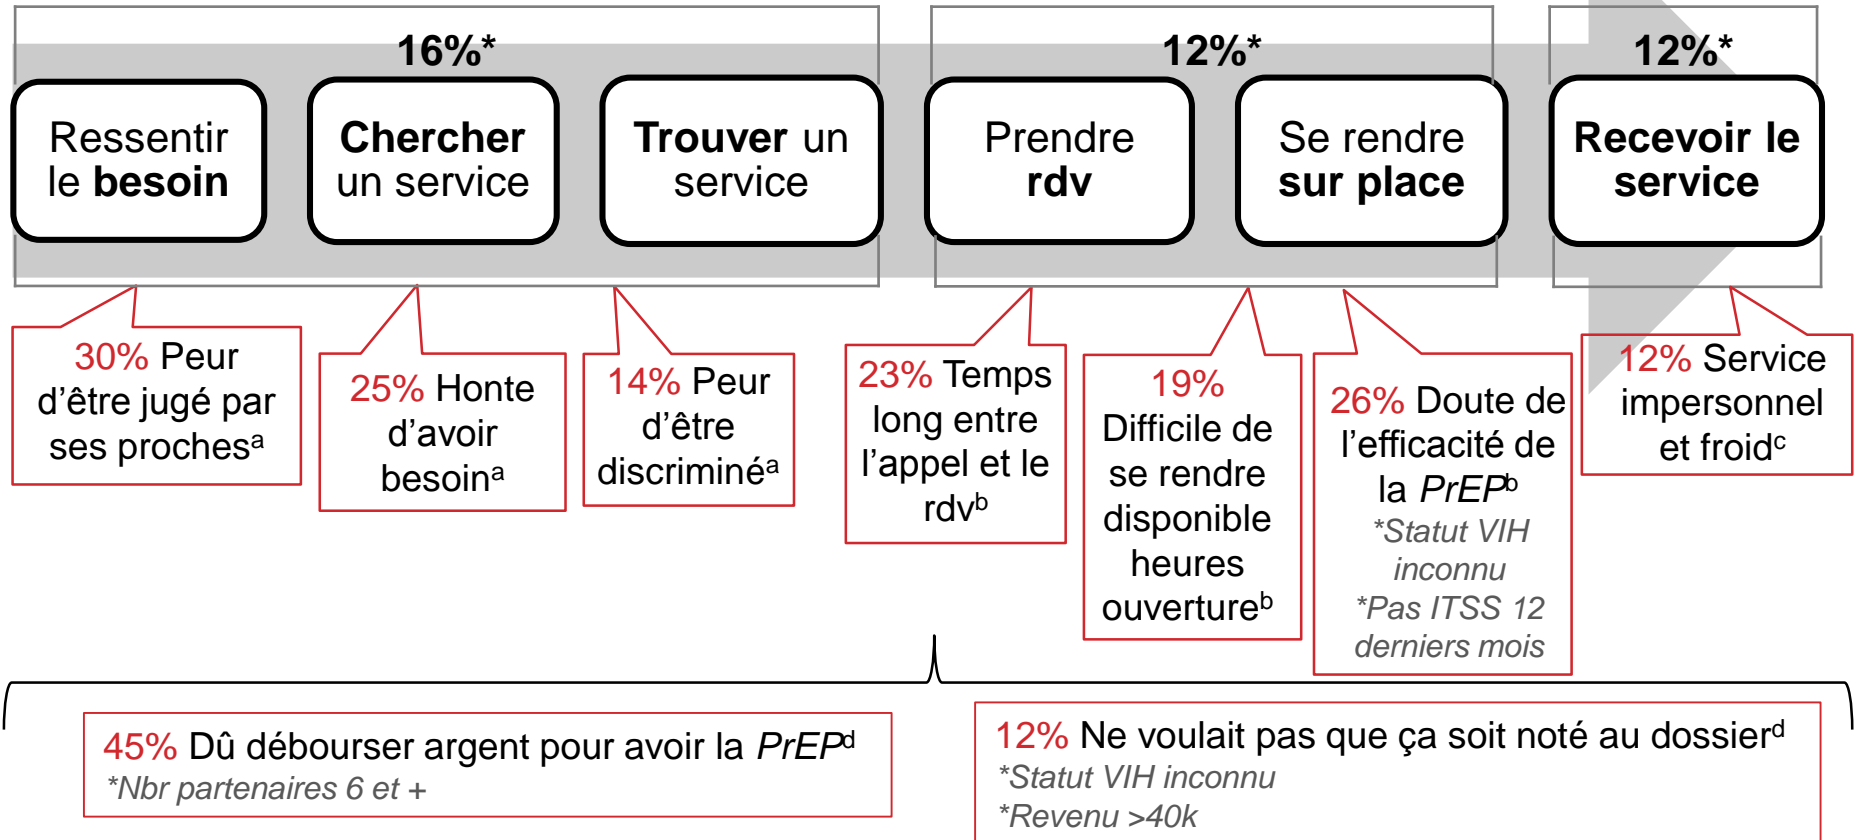 16%*
12%*
12%*
Ressentir
le besoin
Chercher
un service
Trouver un
service
Prendre
rdv
Se rendre
sur place
Recevoir le
service
30% Peur
d'être jugé par
ses prochesᵃ
25% Honte
d'avoir
besoinᵃ
14% Peur
d'être
discriminéᵃ
23% Temps
long entre
l'appel et le
rdvᵇ
19%
Difficile de
se rendre
disponible
heures
ouvertureᵇ
26% Doute de
l'efficacité de
la PrEPᵇ
*Statut VIH
inconnu
*Pas ITSS 12
derniers mois
12% Service
impersonnel
et froidᶜ
45% Dû débourser argent pour avoir la PrEPᵈ
*Nbr partenaires 6 et +
12% Ne voulait pas que ça soit noté au dossierᵈ
*Statut VIH inconnu
*Revenu >40k